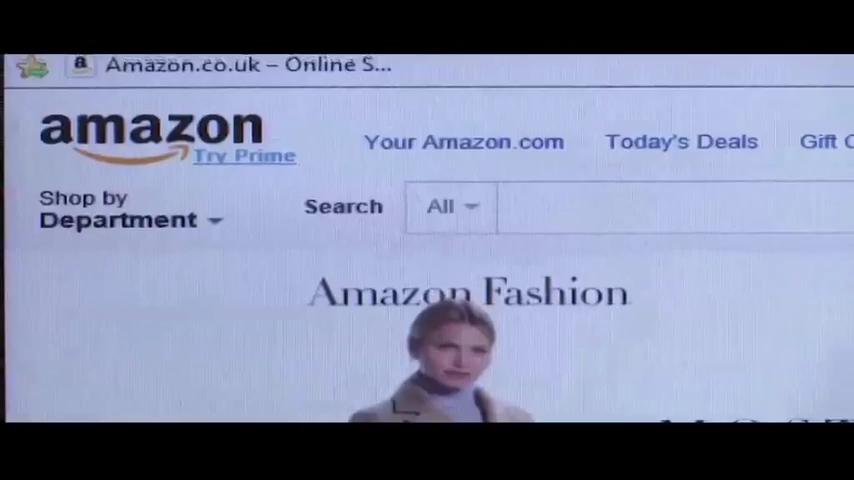 Amazon.co.uk – Online S...
amazon
Try Prime
Your Amazon.com Today's Deals Gift
Shop by
Department
Search All
Amazon Fashion